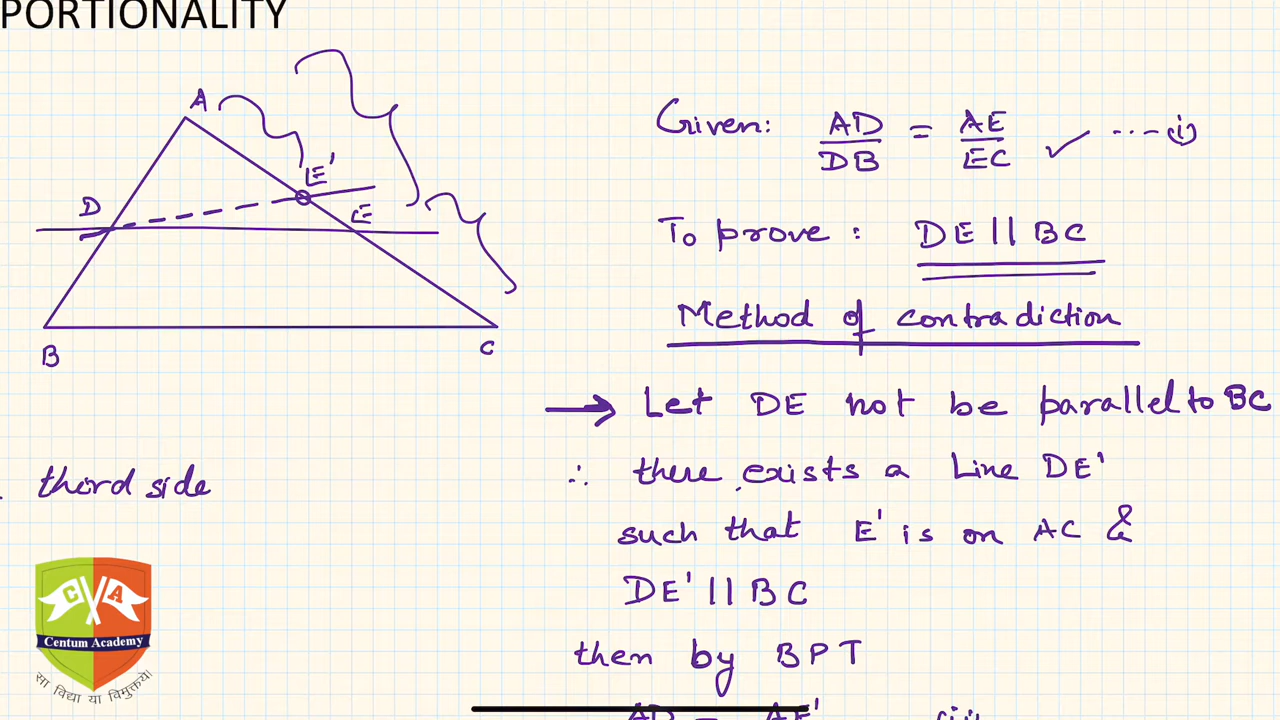 PORTIONALITY
A
E'
D
E
B
C
third side
Given: AD/DB = AE/EC ✓ ----(i)
To prove : DE || BC
Method of contradiction
→ Let DE not be parallel to BC
∴ there exists a Line DE'
such that E' is on AC &
DE' || BC
then by BPT
AD = AE'
C A
Centum Academy
सा विद्या या विमुक्तये।